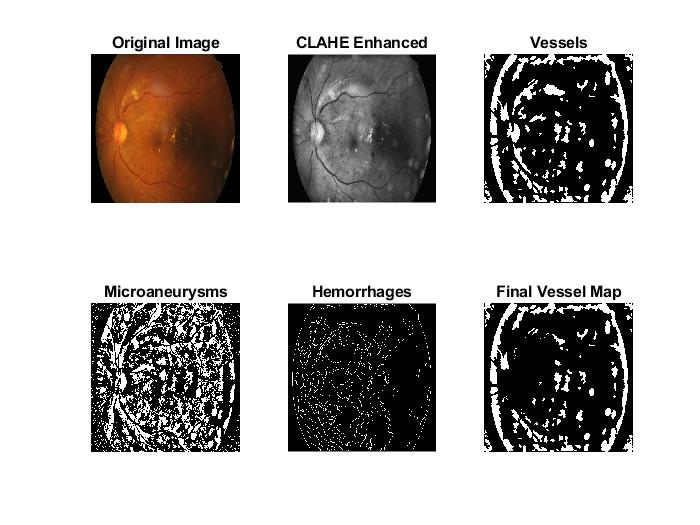 Original Image
CLAHE Enhanced
Vessels
Microaneurysms
Hemorrhages
Final Vessel Map